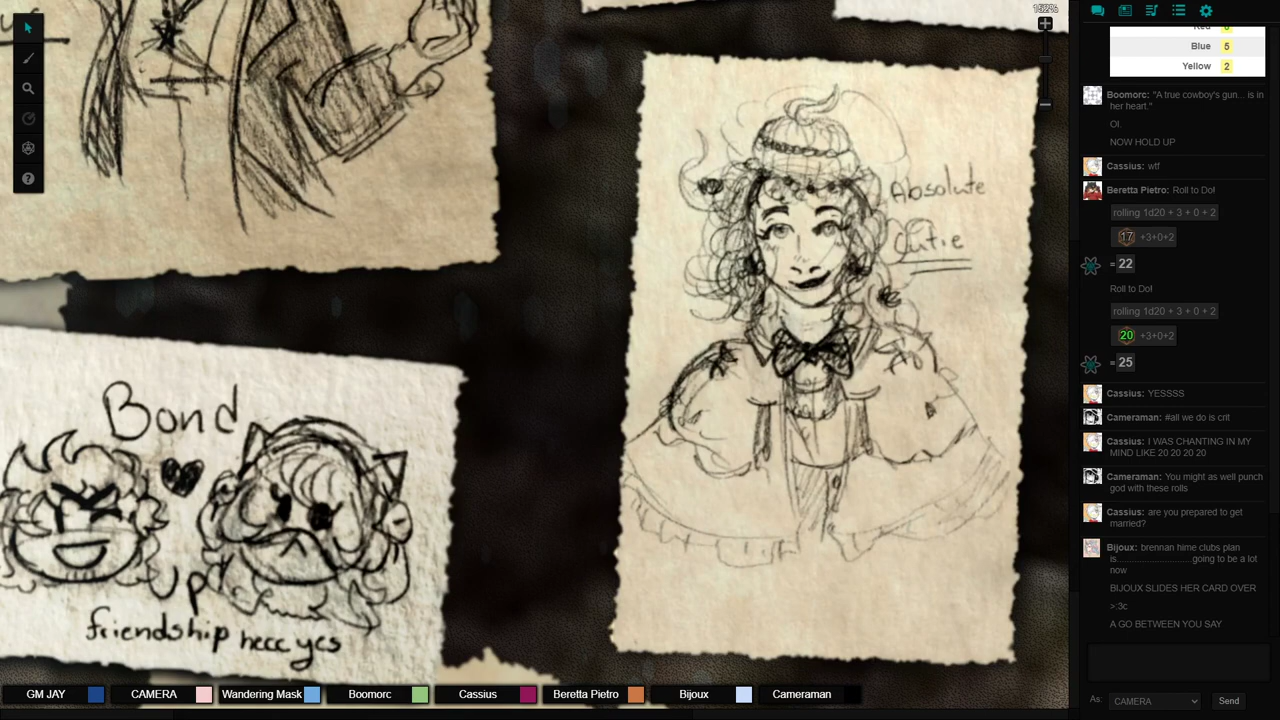 Absolute
Cutie
Bond
up!
friendship hecc yes
GM JAY
CAMERA
Wandering Mask
Boomorc
Cassius
Beretta Pietro
Bijoux
Cameraman
Blue 5
Yellow 2
Boomorc: "A true cowboy's gun... is in
her heart."
OI.
NOW HOLD UP
Cassius: wtf
Beretta Pietro: Roll to Do!
rolling 1d20 + 3 + 0 + 2
17 +3+0+2
= 22
Roll to Do!
rolling 1d20 + 3 + 0 + 2
20 +3+0+2
= 25
Cassius: YESSSS
Cameraman: #all we do is crit
Cassius: I WAS CHANTING IN MY
MIND LIKE 20 20 20 20
Cameraman: You might as well punch
god with these rolls
Cassius: are you prepared to get
married?
Bijoux: brennan hime clubs plan
is..............................going to be a lot
now
BIJOUX SLIDES HER CARD OVER
>:3c
A GO BETWEEN YOU SAY
As: CAMERA
Send